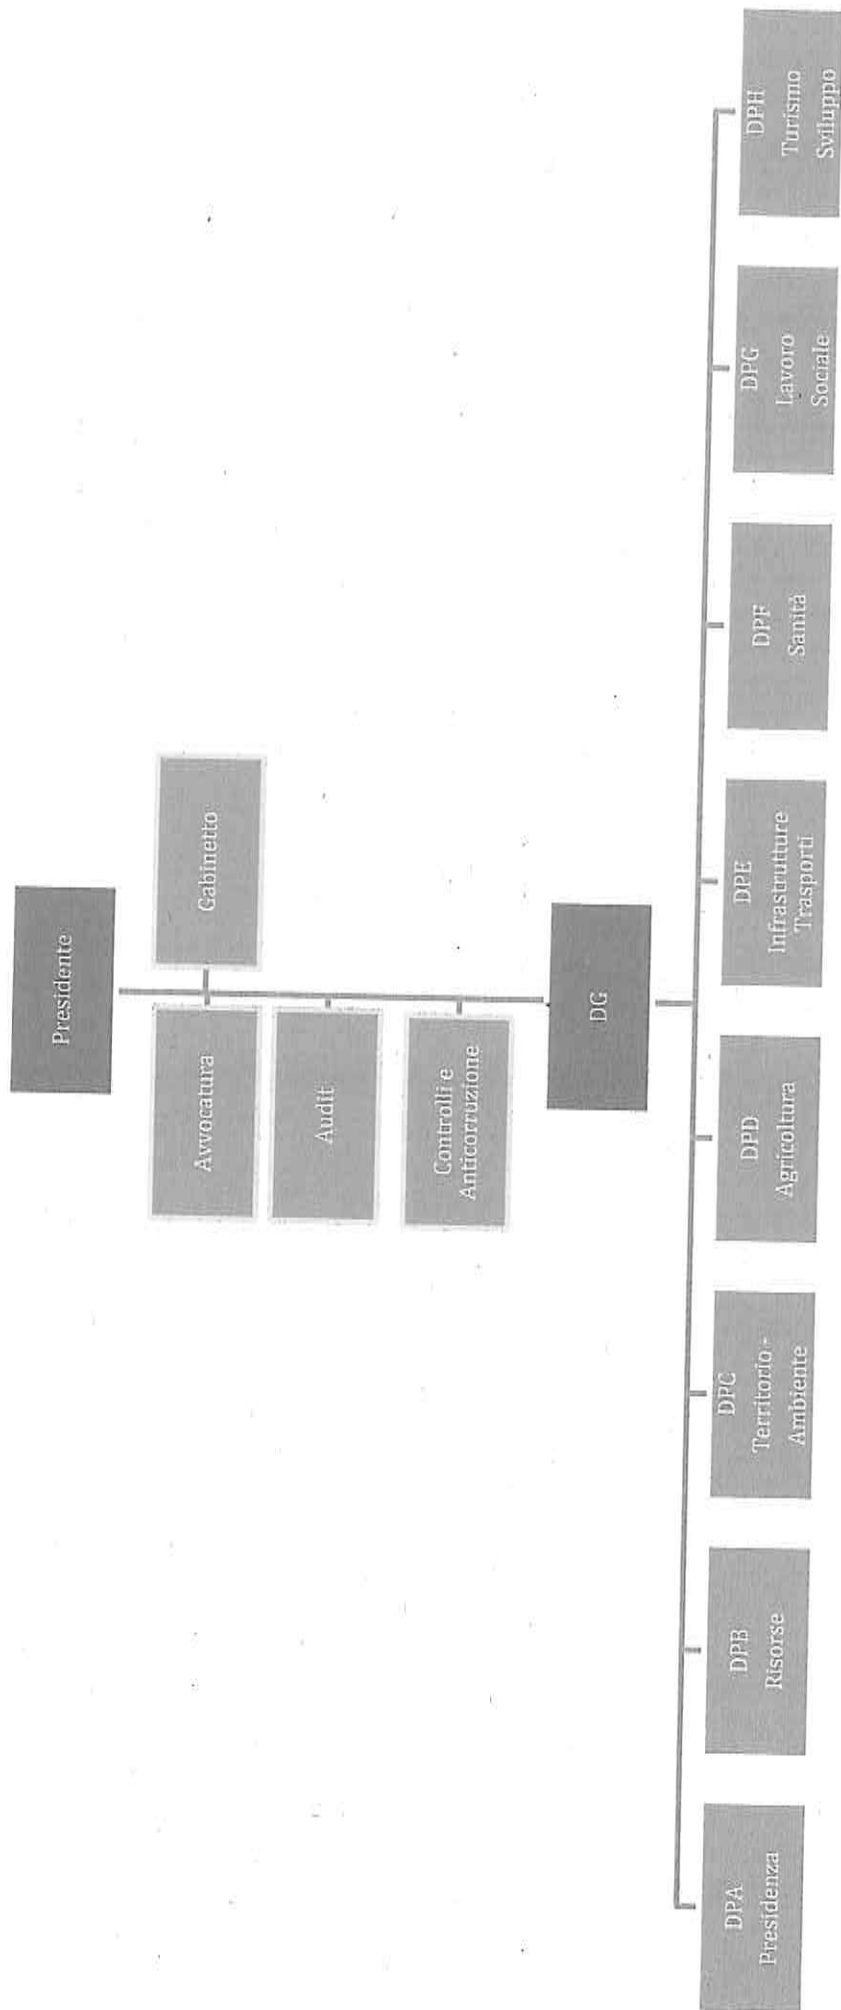 Presidente
Avvocatura
Gabinetto
Audit
Controlli e
Anticorruzione
DG
DPA
Presidenza
DPB
Risorse
DPC
Territorio -
Ambiente
DPD
Agricoltura
DPE
Infrastrutture
Trasporti
DPF
Sanità
DPG
Lavoro
Sociale
DPH
Turismo
Sviluppo